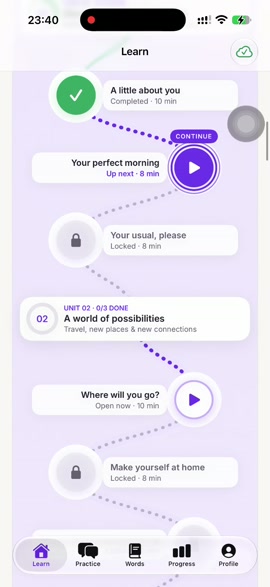 23:40
Learn
A little about you
Completed · 10 min
CONTINUE
Your perfect morning
Up next · 8 min
Your usual, please
Locked · 8 min
02
UNIT 02 · 0/3 DONE
A world of possibilities
Travel, new places & new connections
Where will you go?
Open now · 10 min
Make yourself at home
Locked · 8 min
Learn
Practice
Words
Progress
Profile